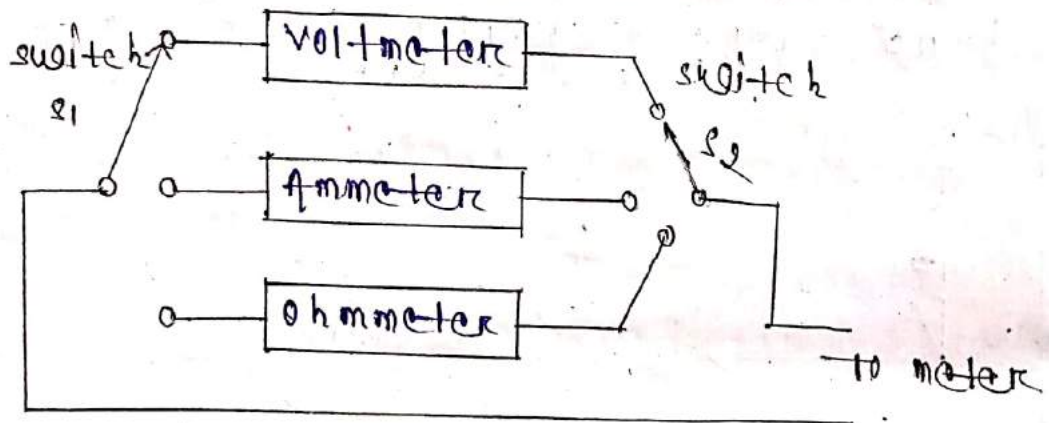 Voltmeter
switch
S1
switch
S2
Ammeter
Ohmmeter
To meter